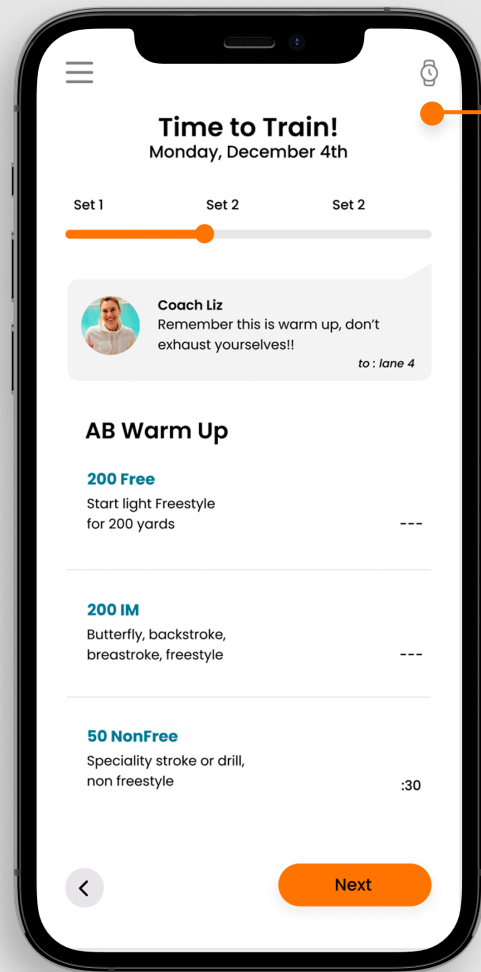 Time to Train!
Monday, December 4th
Set 1 Set 2 Set 2
Coach Liz
Remember this is warm up, don't
exhaust yourselves!!
to : lane 4
AB Warm Up
200 Free
Start light Freestyle
for 200 yards
---
200 IM
Butterfly, backstroke,
breastroke, freestyle
---
50 NonFree
Speciality stroke or drill,
non freestyle
:30
Next